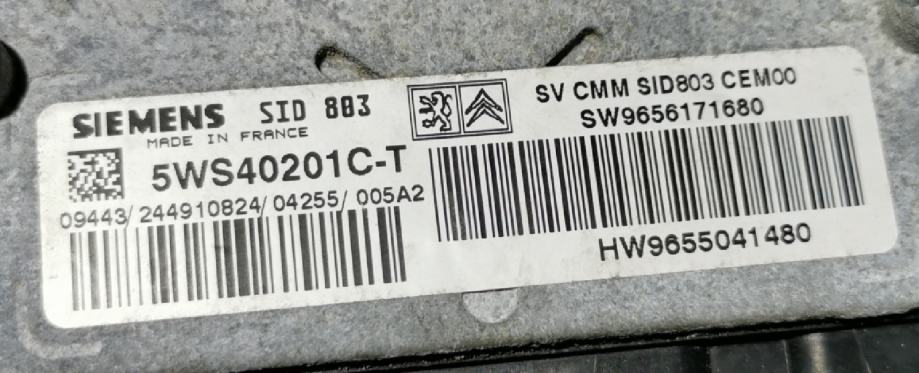 SIEMENS SID 803
MADE IN FRANCE
5WS40201C-T
09443/244910824/04255/005A2
SV CMM SID803 CEM00
SW9656171680
HW9655041480